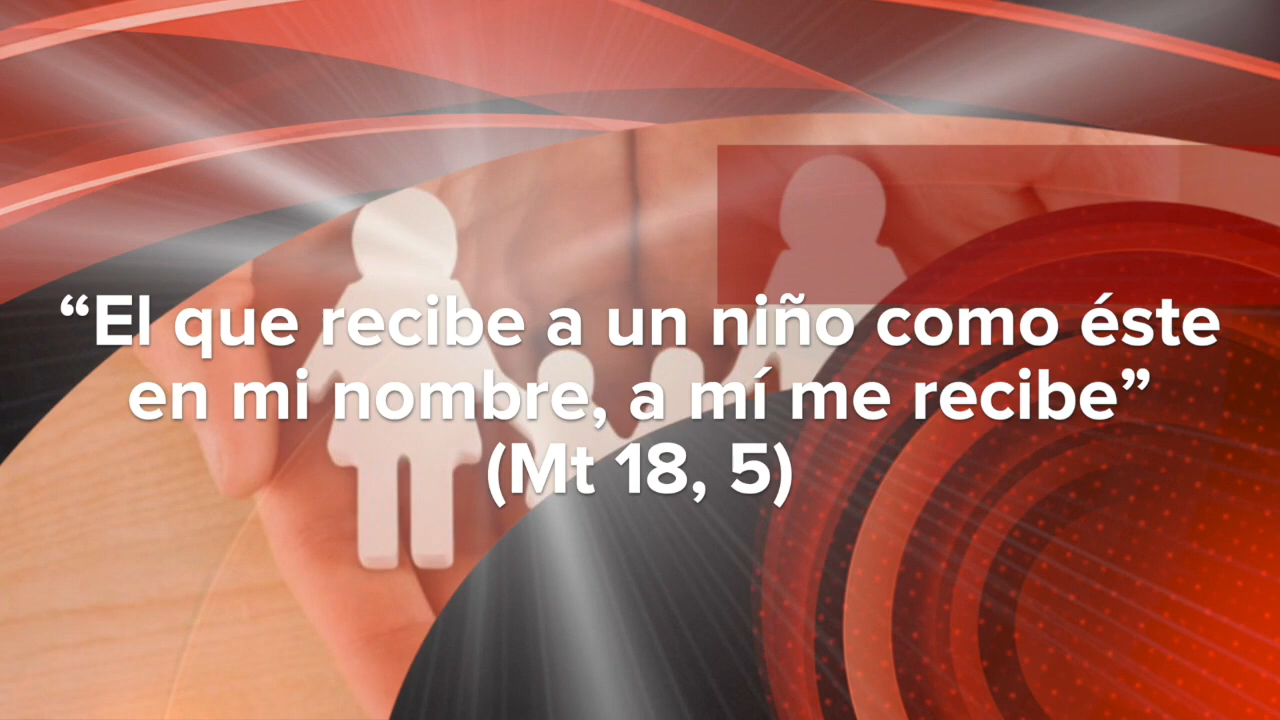 “El que recibe a un niño como éste
en mi nombre, a mí me recibe”
(Mt 18, 5)